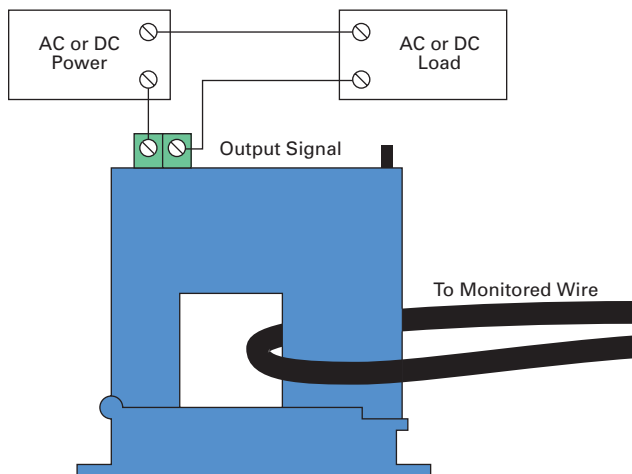 AC or DC
Power
AC or DC
Load
Output Signal
To Monitored Wire